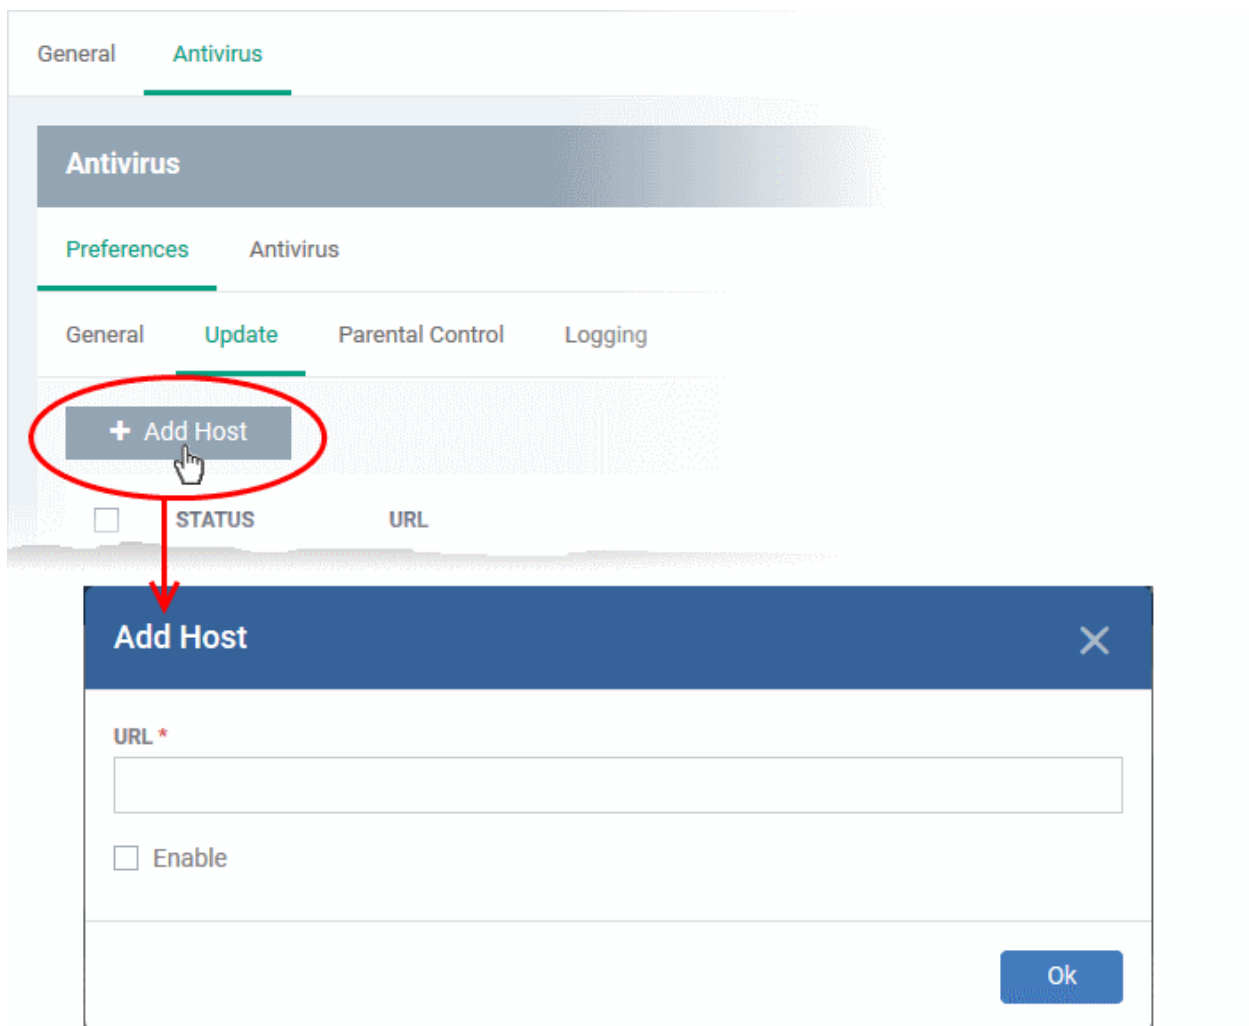 General Antivirus
Antivirus
Preferences Antivirus
General Update Parental Control Logging
+ Add Host
STATUS URL
Add Host
URL *
Enable
Ok